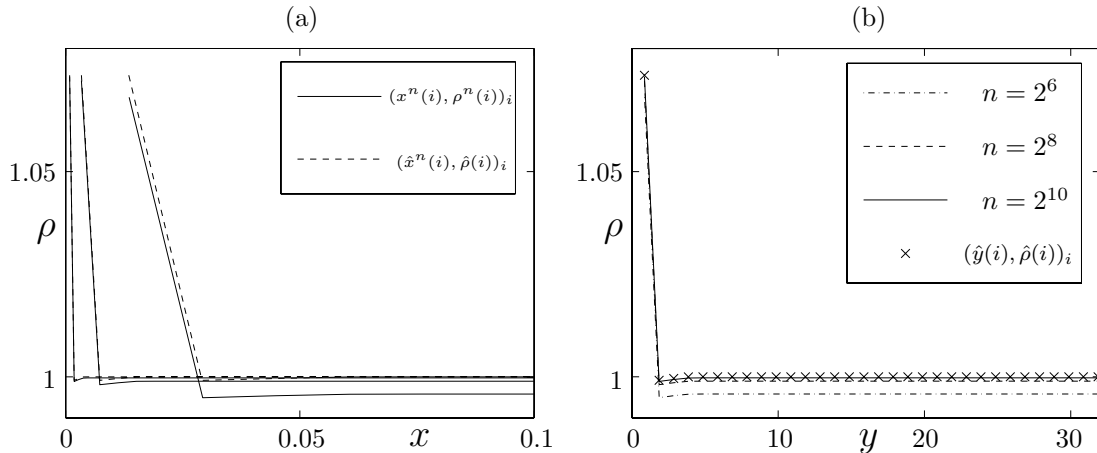 (a)
(x^n(i), ρ^n(i))_i
(x̂^n(i), ρ̂(i))_i
1.05
ρ
1
0
0.05
x
0.1
(b)
n = 2^6
n = 2^8
n = 2^10
(ŷ(i), ρ̂(i))_i
1.05
ρ
1
0
10
y
20
30